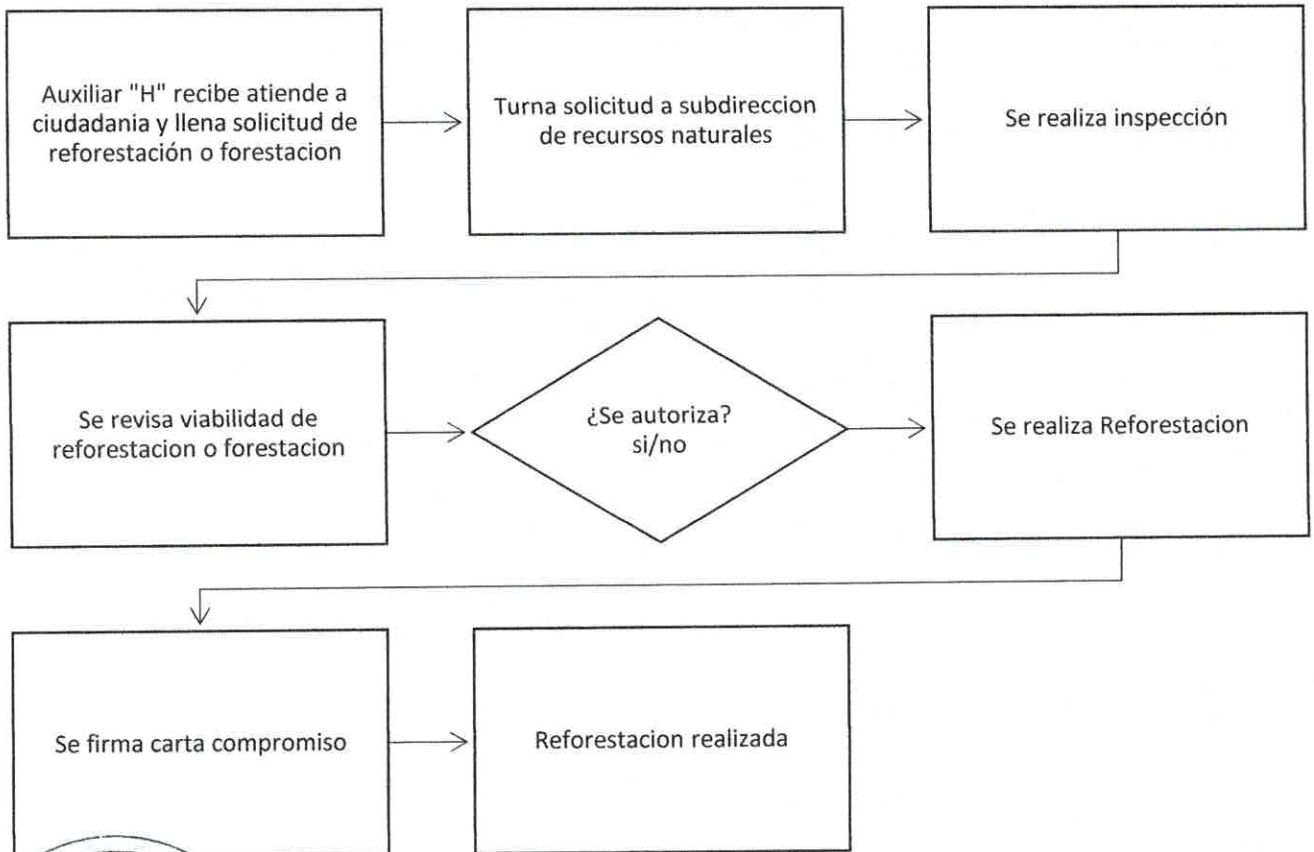 Auxiliar "H" recibe atiende a
ciudadania y llena solicitud de
reforestación o forestacion
Turna solicitud a subdireccion
de recursos naturales
Se realiza inspección
Se revisa viabilidad de
reforestacion o forestacion
¿Se autoriza?
si/no
Se realiza Reforestacion
Se firma carta compromiso
Reforestacion realizada